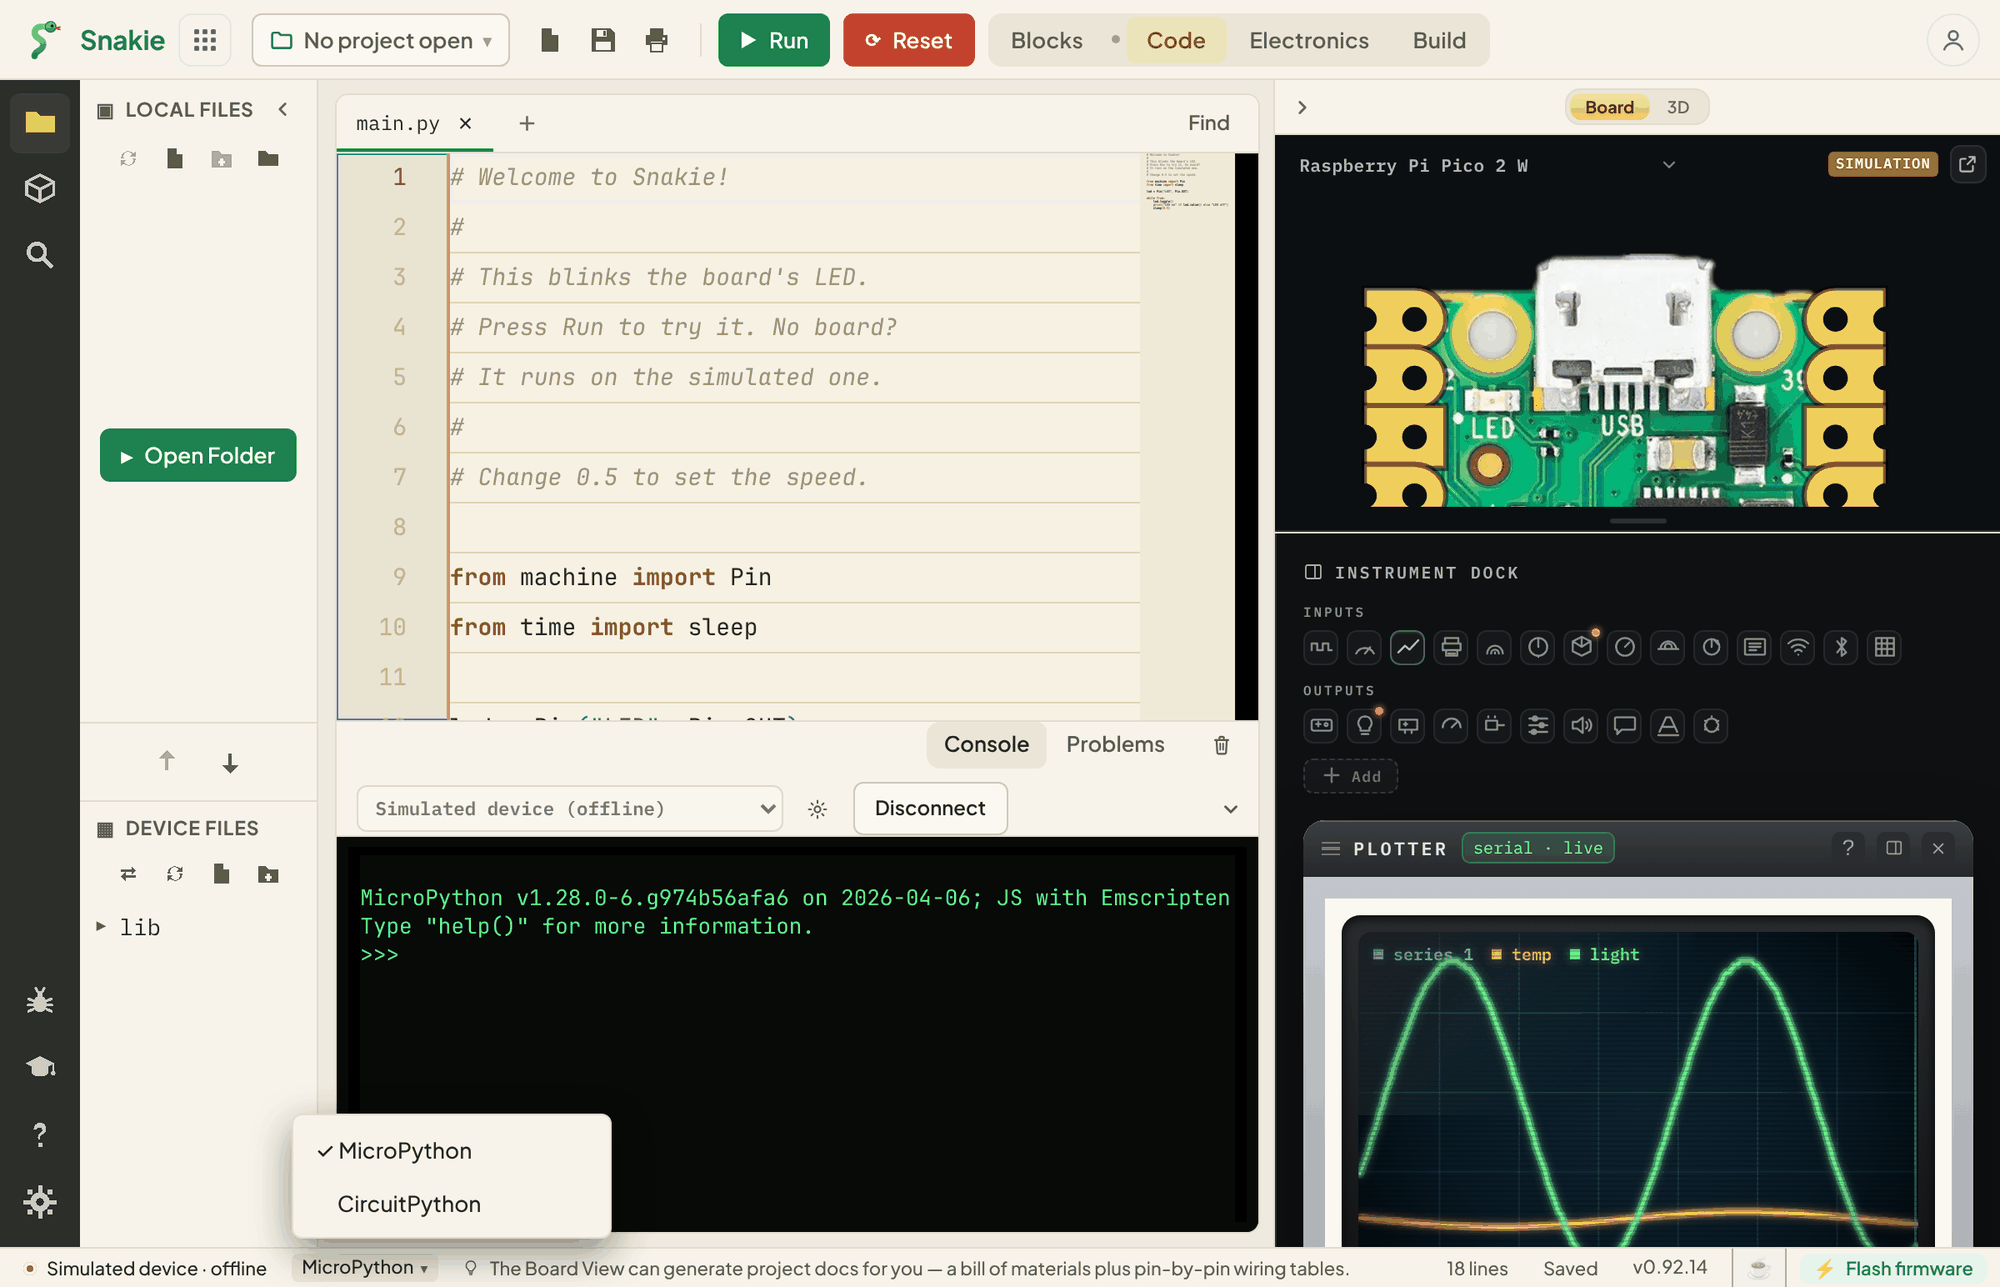 Snakie
No project open
Run
Reset
Blocks
Code
Electronics
Build
LOCAL FILES
Open Folder
DEVICE FILES
lib
main.py
Find
1 # Welcome to Snakie!
2 #
3 # This blinks the board's LED.
4 # Press Run to try it. No board?
5 # It runs on the simulated one.
6 #
7 # Change 0.5 to set the speed.
8
9 from machine import Pin
10 from time import sleep
11
Console
Problems
Simulated device (offline)
Disconnect
MicroPython v1.28.0-6.g974b56afa6 on 2026-04-06; JS with Emscripten
Type "help()" for more information.
>>>
✓ MicroPython
CircuitPython
Board
3D
Raspberry Pi Pico 2 W
SIMULATION
2
39
LED
USB
INSTRUMENT DOCK
INPUTS
OUTPUTS
+ Add
PLOTTER
serial · live
?
series 1
temp
light
Simulated device · offline
MicroPython
The Board View can generate project docs for you — a bill of materials plus pin-by-pin wiring tables.
18 lines
Saved
v0.92.14
Flash firmware